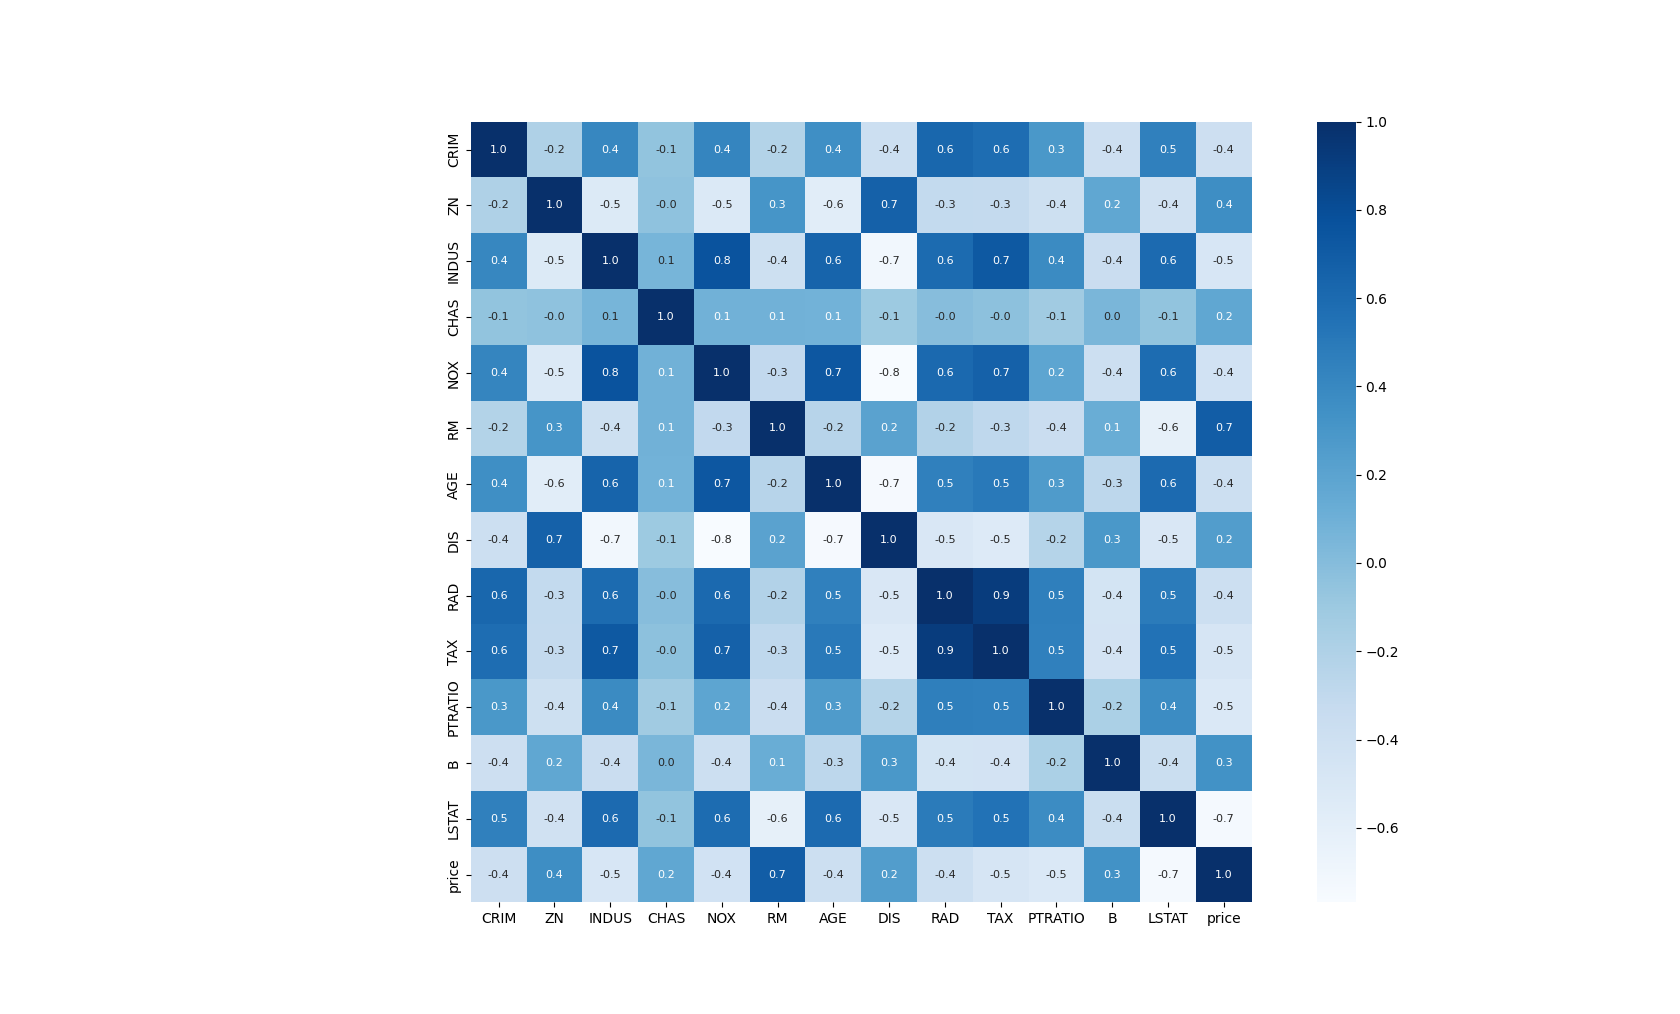 CRIM 1.0 -0.2 0.4 -0.1 0.4 -0.2 0.4 -0.4 0.6 0.6 0.3 -0.4 0.5 -0.4
ZN -0.2 1.0 -0.5 -0.0 -0.5 0.3 -0.6 0.7 -0.3 -0.3 -0.4 0.2 -0.4 0.4
INDUS 0.4 -0.5 1.0 0.1 0.8 -0.4 0.6 -0.7 0.6 0.7 0.4 -0.4 0.6 -0.5
CHAS -0.1 -0.0 0.1 1.0 0.1 0.1 0.1 -0.1 -0.0 -0.0 -0.1 0.0 -0.1 0.2
NOX 0.4 -0.5 0.8 0.1 1.0 -0.3 0.7 -0.8 0.6 0.7 0.2 -0.4 0.6 -0.4
RM -0.2 0.3 -0.4 0.1 -0.3 1.0 -0.2 0.2 -0.2 -0.3 -0.4 0.1 -0.6 0.7
AGE 0.4 -0.6 0.6 0.1 0.7 -0.2 1.0 -0.7 0.5 0.5 0.3 -0.3 0.6 -0.4
DIS -0.4 0.7 -0.7 -0.1 -0.8 0.2 -0.7 1.0 -0.5 -0.5 -0.2 0.3 -0.5 0.2
RAD 0.6 -0.3 0.6 -0.0 0.6 -0.2 0.5 -0.5 1.0 0.9 0.5 -0.4 0.5 -0.4
TAX 0.6 -0.3 0.7 -0.0 0.7 -0.3 0.5 -0.5 0.9 1.0 0.5 -0.4 0.5 -0.5
PTRATIO 0.3 -0.4 0.4 -0.1 0.2 -0.4 0.3 -0.2 0.5 0.5 1.0 -0.2 0.4 -0.5
B -0.4 0.2 -0.4 0.0 -0.4 0.1 -0.3 0.3 -0.4 -0.4 -0.2 1.0 -0.4 0.3
LSTAT 0.5 -0.4 0.6 -0.1 0.6 -0.6 0.6 -0.5 0.5 0.5 0.4 -0.4 1.0 -0.7
price -0.4 0.4 -0.5 0.2 -0.4 0.7 -0.4 0.2 -0.4 -0.5 -0.5 0.3 -0.7 1.0
CRIM ZN INDUS CHAS NOX RM AGE DIS RAD TAX PTRATIO B LSTAT price
1.0
0.8
0.6
0.4
0.2
0.0
−0.2
−0.4
−0.6